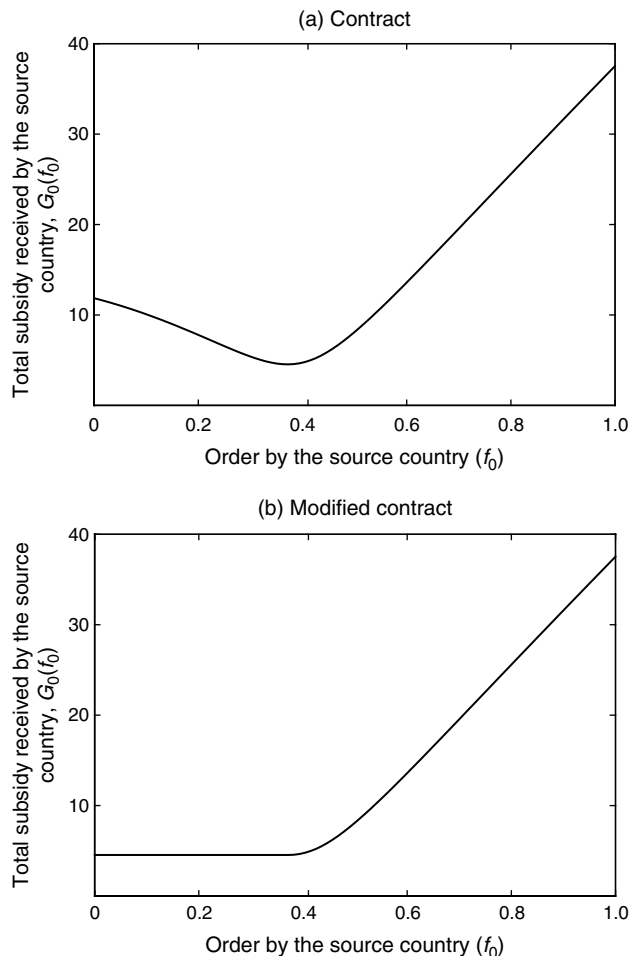 (a) Contract
Total subsidy received by the source
country, G₀(f₀)
40
30
20
10
0
0.2
0.4
0.6
0.8
1.0
Order by the source country (f₀)
(b) Modified contract
Total subsidy received by the source
country, G₀(f₀)
40
30
20
10
0
0.2
0.4
0.6
0.8
1.0
Order by the source country (f₀)